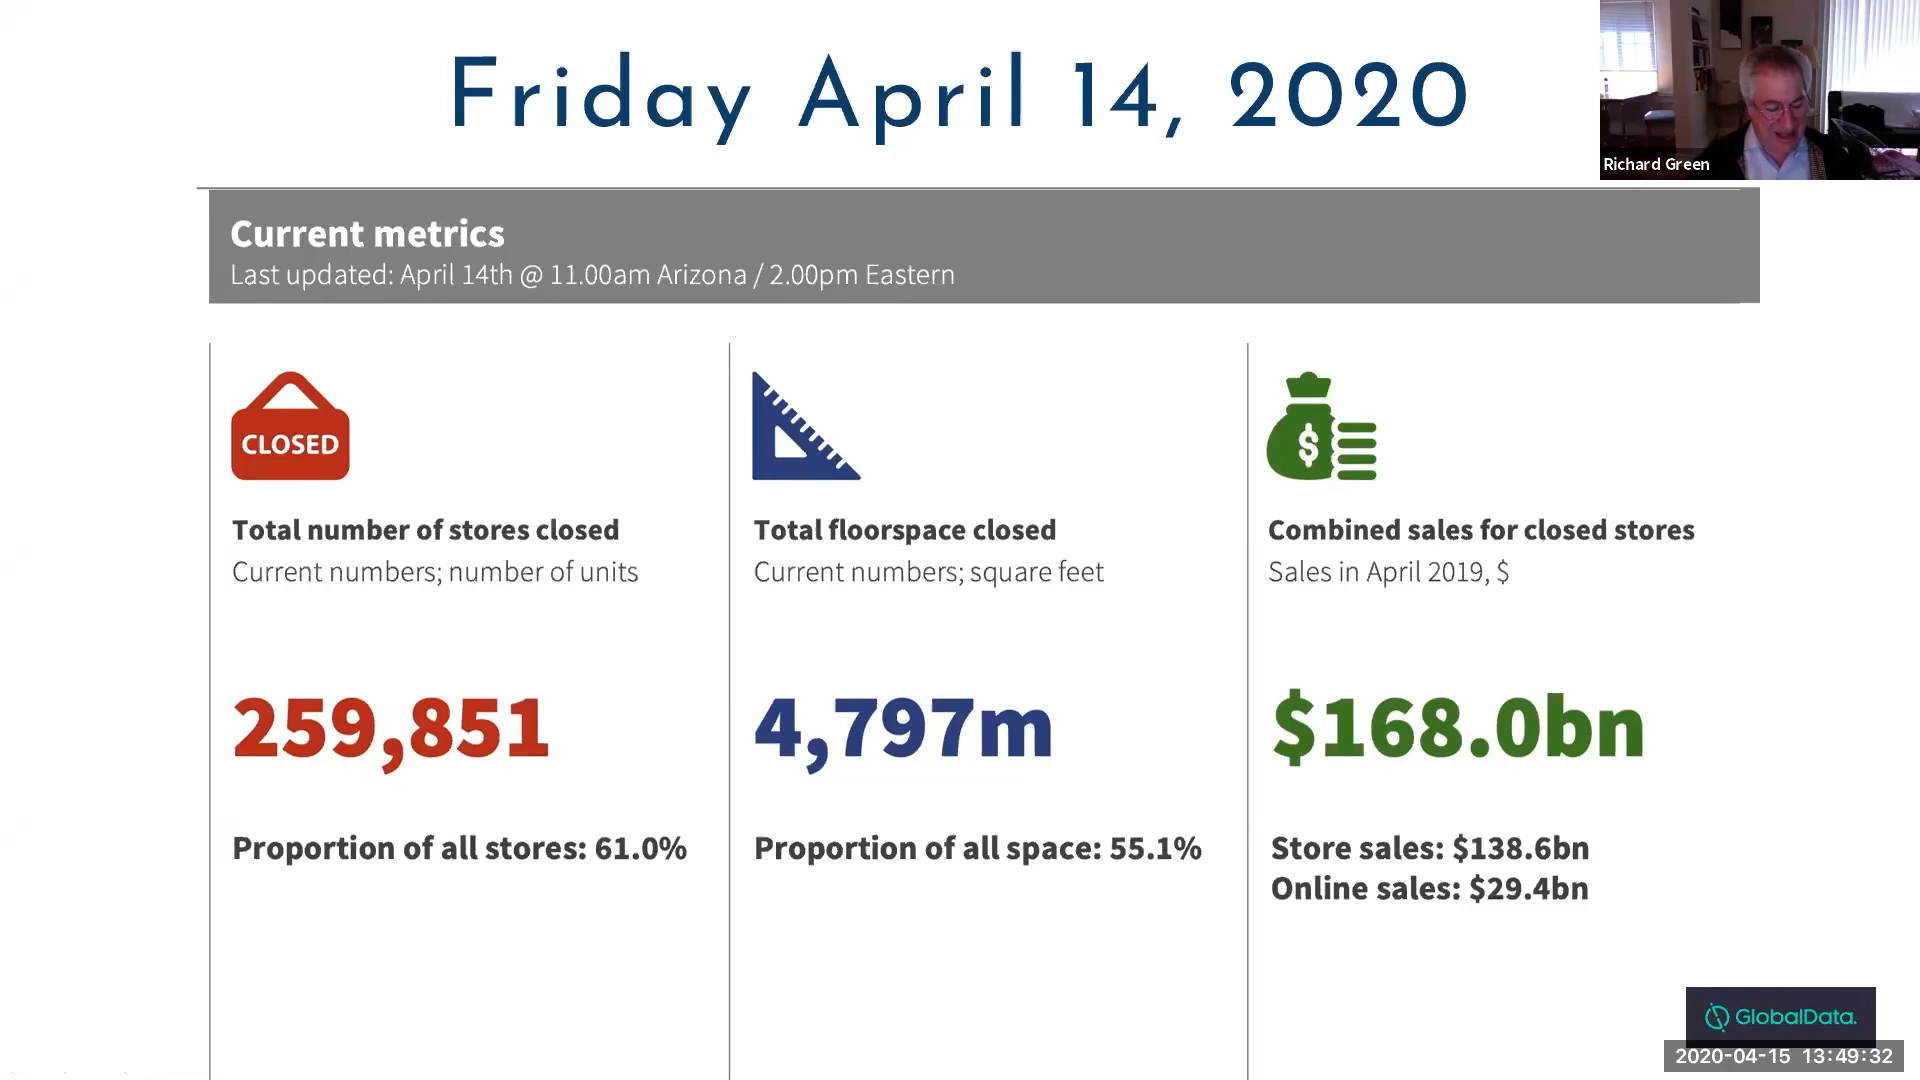 Friday April 14, 2020
Richard Green
Current metrics
Last updated: April 14th @ 11.00am Arizona / 2.00pm Eastern
CLOSED
$
Total number of stores closed
Current numbers; number of units
259,851
Proportion of all stores: 61.0%
Total floorspace closed
Current numbers; square feet
4,797m
Proportion of all space: 55.1%
Combined sales for closed stores
Sales in April 2019, $
$168.0bn
Store sales: $138.6bn
Online sales: $29.4bn
GlobalData.
2020-04-15 13:49:32